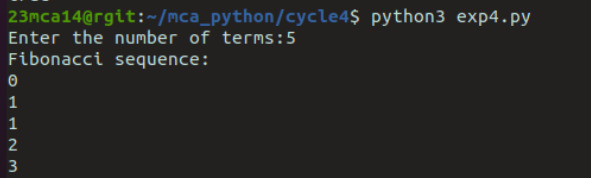 23mca14@rgit:~/mca_python/cycle4$ python3 exp4.py
Enter the number of terms:5
Fibonacci sequence:
0
1
1
2
3